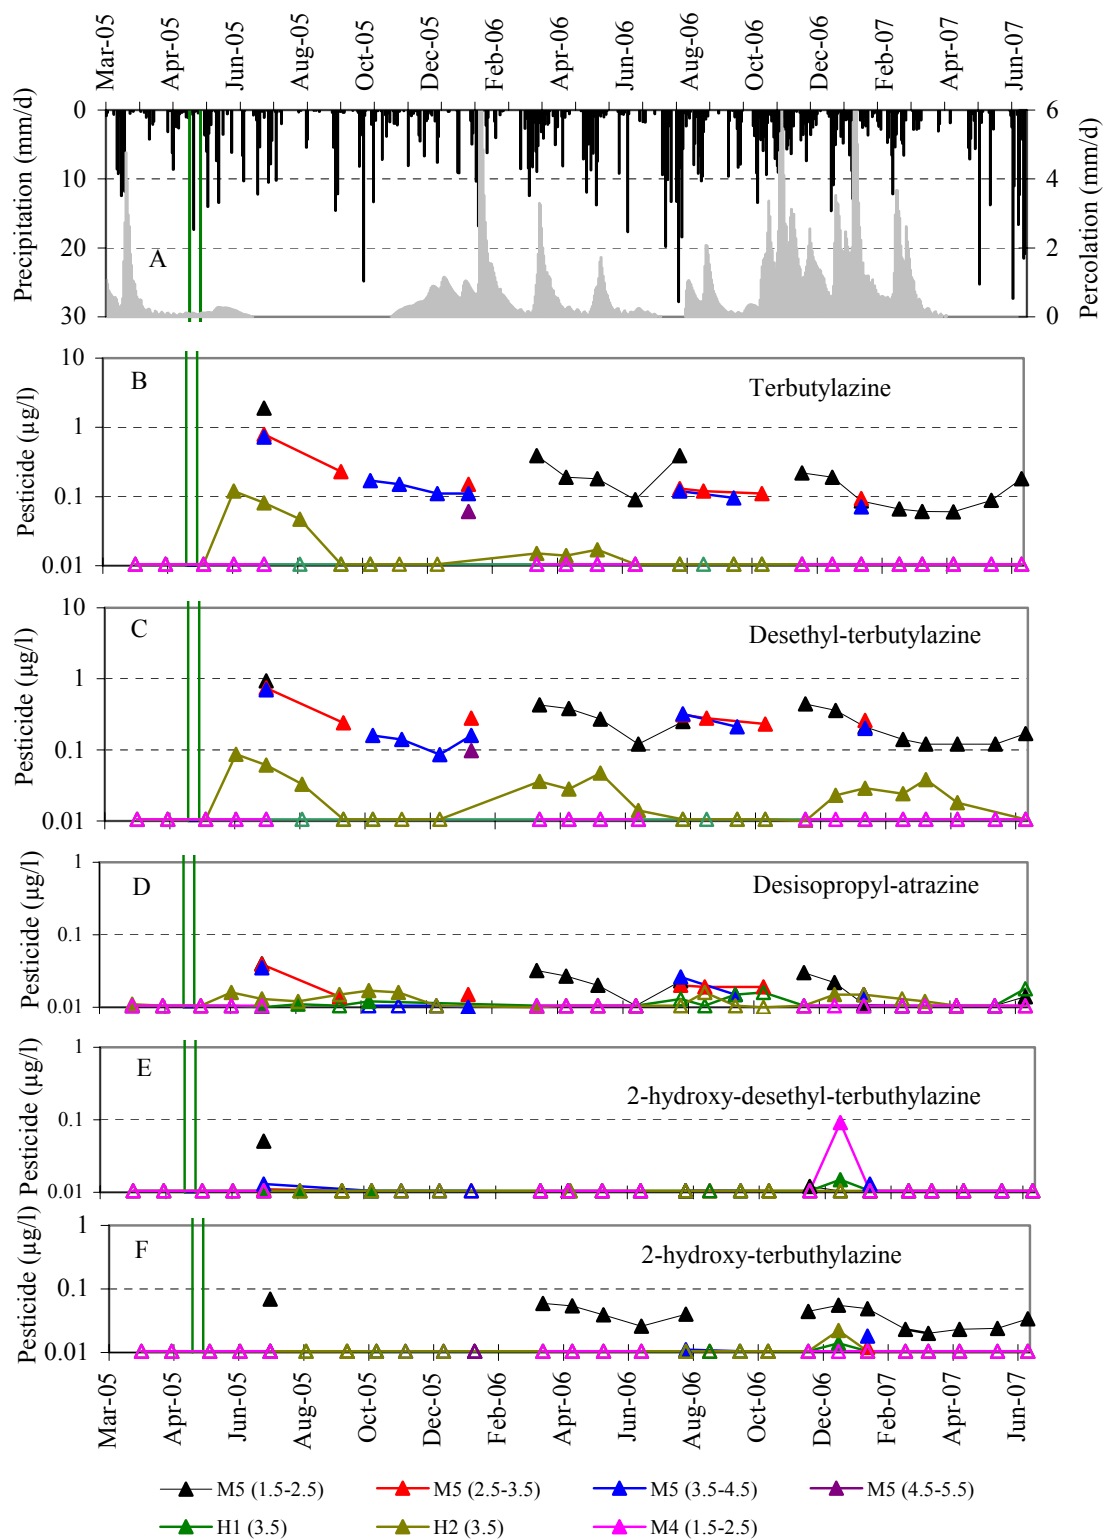 Mar-05 Apr-05 Jun-05 Aug-05 Oct-05 Dec-05 Feb-06 Apr-06 Jun-06 Aug-06 Oct-06 Dec-06 Feb-07 Apr-07 Jun-07
Precipitation (mm/d)
0
10
20
30
A
6
4
2
0
Percolation (mm/d)
Pesticide (µg/l)
10
1
0.1
0.01
B
Terbutylazine
Pesticide (µg/l)
10
1
0.1
0.01
C
Desethyl-terbutylazine
Pesticide (µg/l)
1
0.1
0.01
D
Desisopropyl-atrazine
Pesticide (µg/l)
1
0.1
0.01
E
2-hydroxy-desethyl-terbuthylazine
Pesticide (µg/l)
1
0.1
0.01
F
2-hydroxy-terbuthylazine
Mar-05 Apr-05 Jun-05 Aug-05 Oct-05 Dec-05 Feb-06 Apr-06 Jun-06 Aug-06 Oct-06 Dec-06 Feb-07 Apr-07 Jun-07
M5 (1.5-2.5) M5 (2.5-3.5) M5 (3.5-4.5) M5 (4.5-5.5)
H1 (3.5) H2 (3.5) M4 (1.5-2.5)